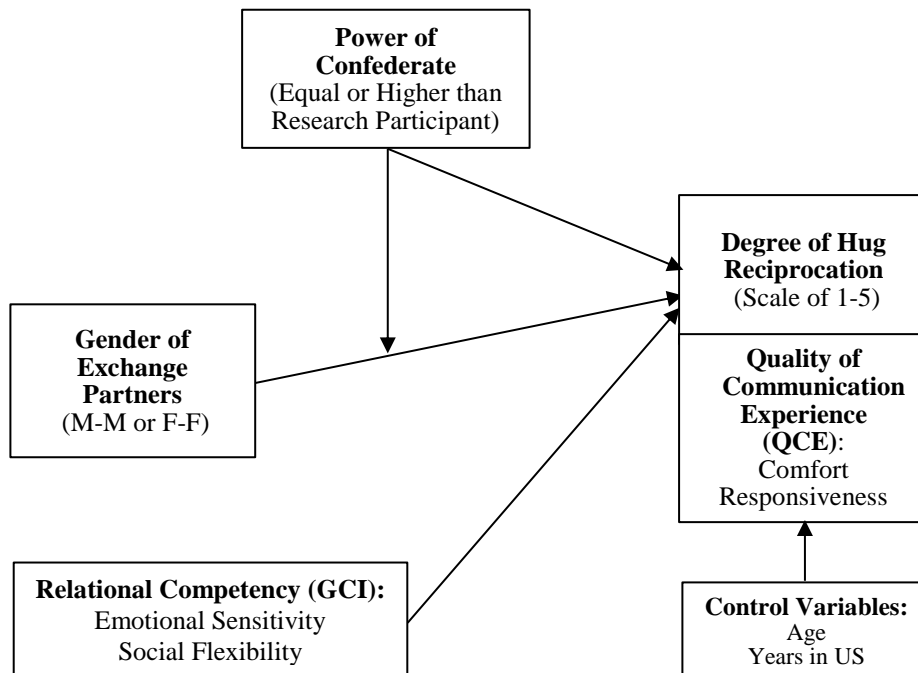 Power of
Confederate
(Equal or Higher than
Research Participant)
Degree of Hug
Reciprocation
(Scale of 1-5)
Gender of
Exchange
Partners
(M-M or F-F)
Quality of
Communication
Experience
(QCE):
Comfort
Responsiveness
Relational Competency (GCI):
Emotional Sensitivity
Social Flexibility
Control Variables:
Age
Years in US